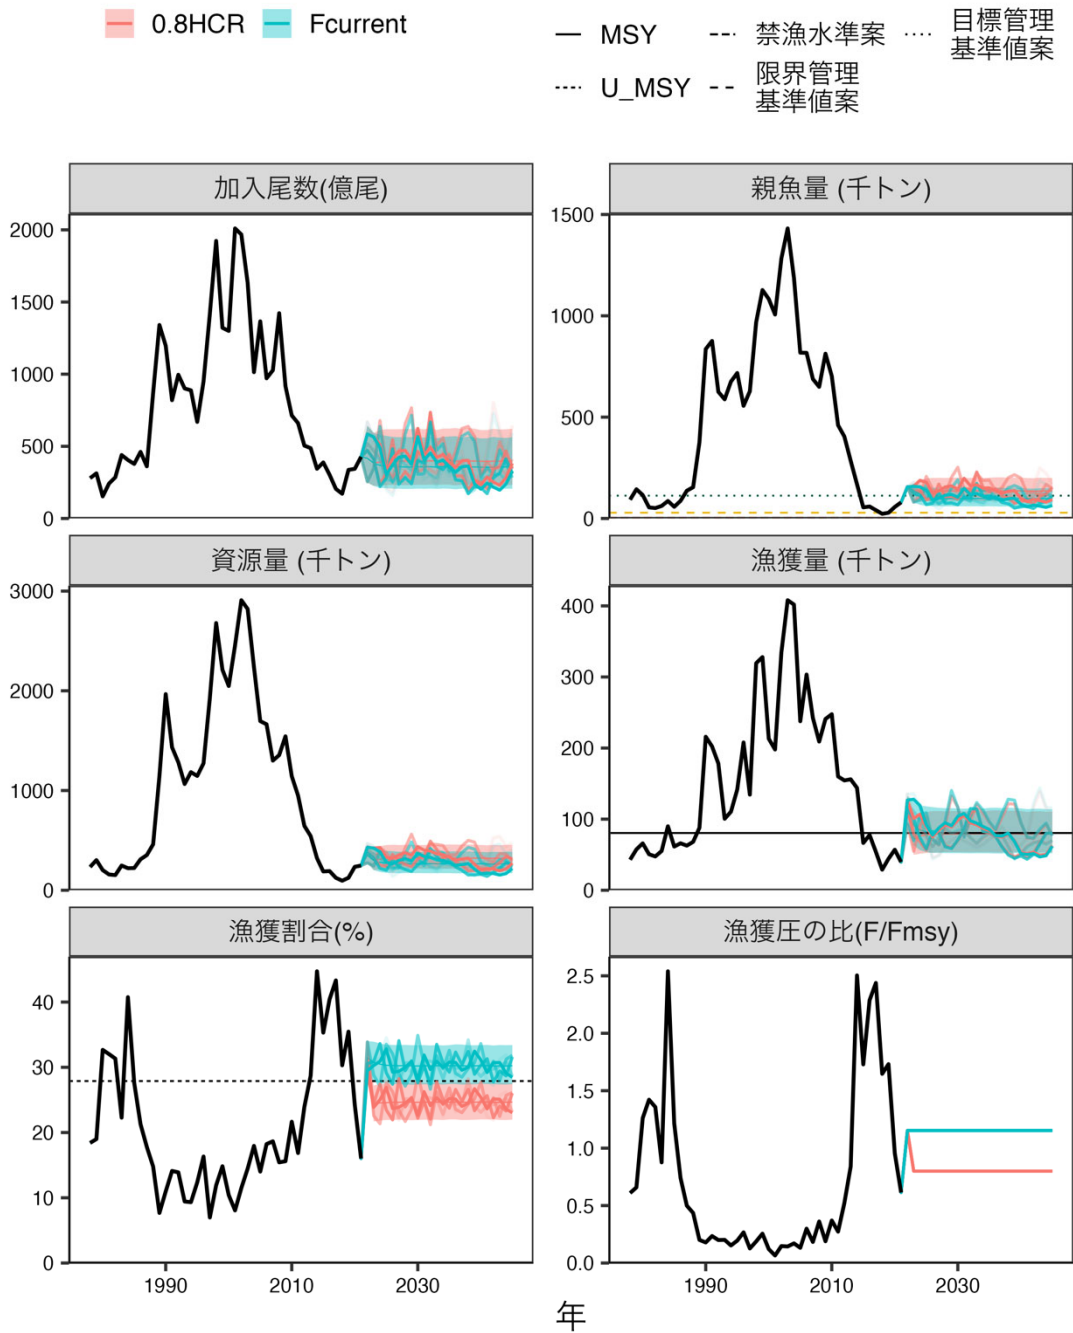 0.8HCR Fcurrent
MSY 禁漁水準案 目標管理
基準値案
U_MSY 限界管理
基準値案
加入尾数(億尾)
2000
1500
1000
500
0
親魚量 (千トン)
1500
1000
500
0
資源量 (千トン)
3000
2000
1000
0
漁獲量 (千トン)
400
300
200
100
0
漁獲割合(%)
40
30
20
10
0
1990 2010 2030
漁獲圧の比(F/Fmsy)
2.5
2.0
1.5
1.0
0.5
0.0
1990 2010 2030
年